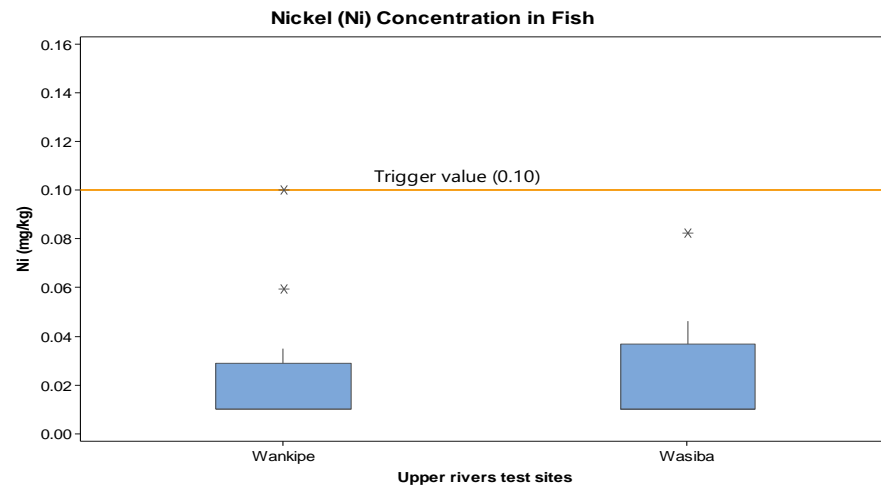 Nickel (Ni) Concentration in Fish
0.16
0.14
0.12
Trigger value (0.10)
0.10
Ni (mg/kg)
0.08
0.06
0.04
0.02
0.00
Wankipe Wasiba
Upper rivers test sites